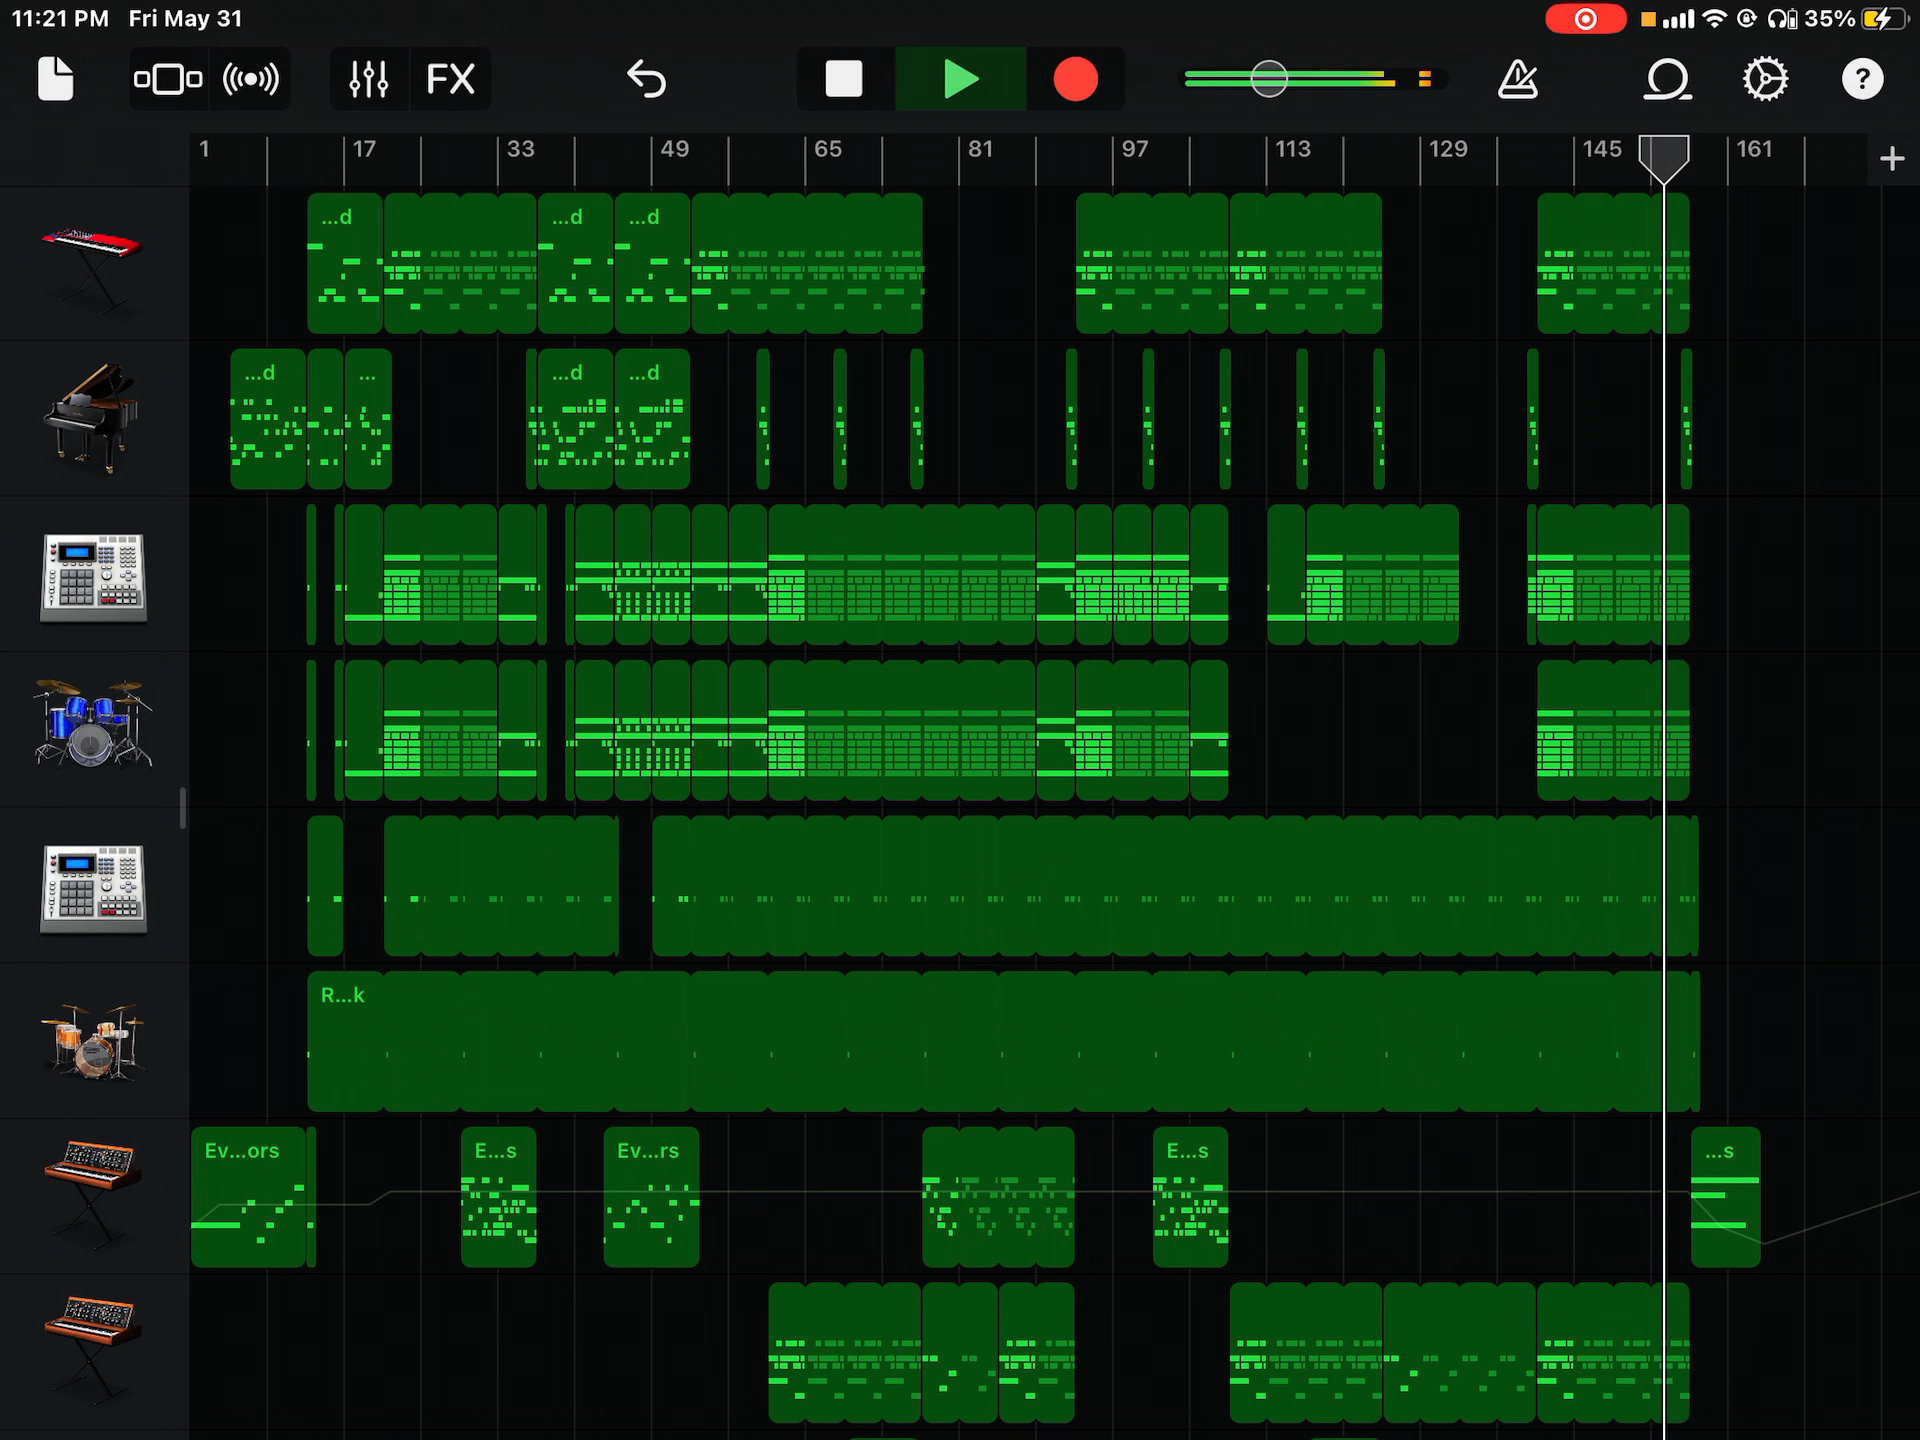 11:21 PM Fri May 31 35%
FX ?
1 17 33 49 65 81 97 113 129 145 161 +
...d ...d ...d
...d ... ...d ...d
R...k
Ev...ors E...s Ev...rs E...s ...s